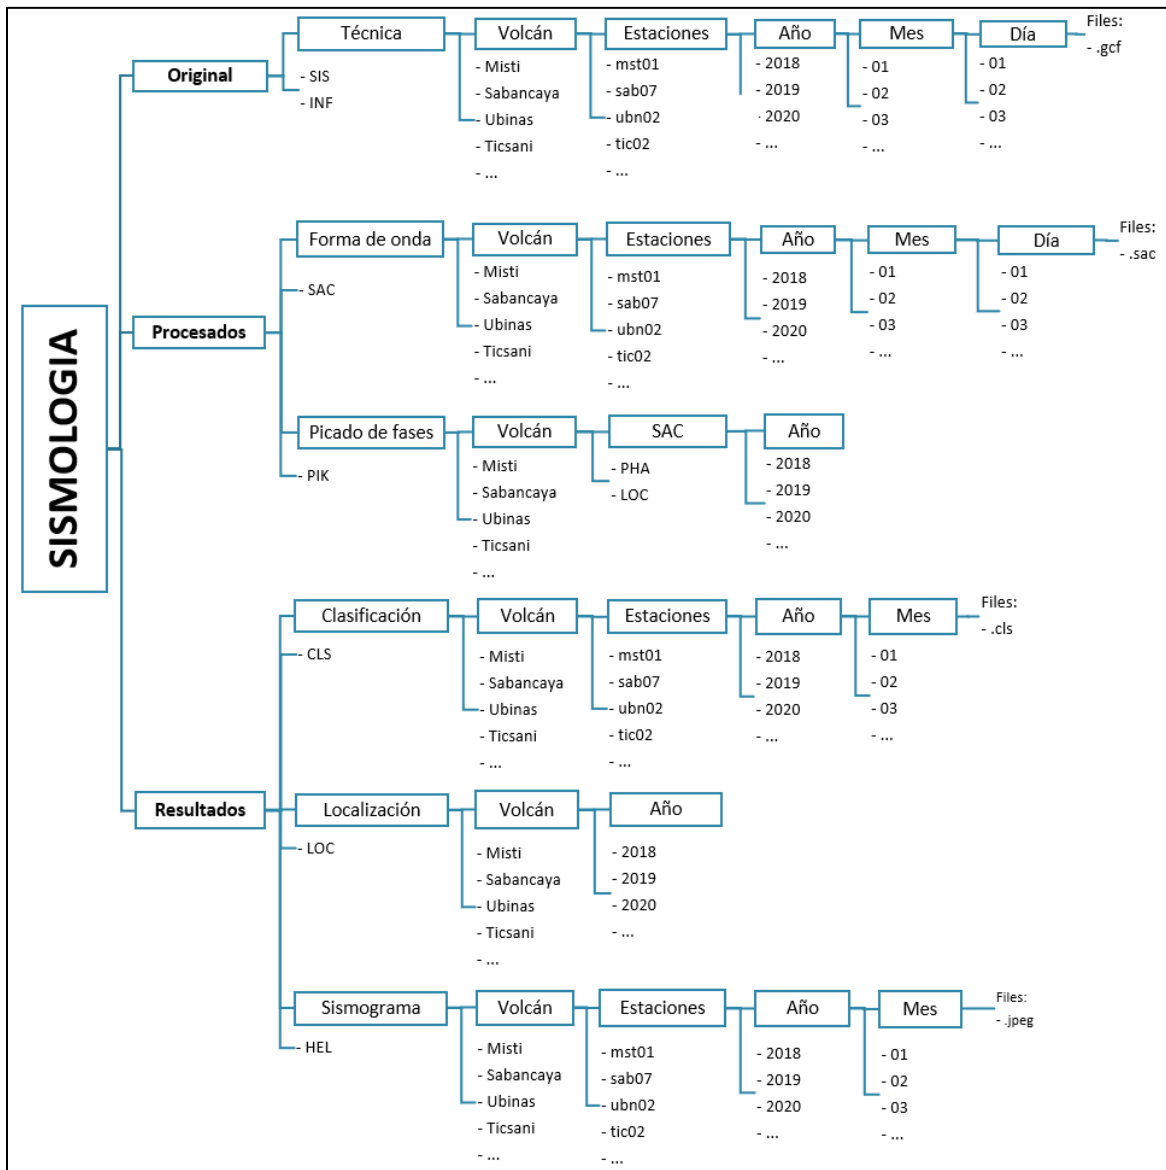 SISMOLOGIA
Original
Técnica
- SIS
- INF
Volcán
- Misti
- Sabancaya
- Ubinas
- Ticsani
- ...
Estaciones
- mst01
- sab07
- ubn02
- tic02
- ...
Año
- 2018
- 2019
- 2020
- ...
Mes
- 01
- 02
- 03
- ...
Día
- 01
- 02
- 03
- ...
Files:
- .gcf
Procesados
Forma de onda
- SAC
Volcán
- Misti
- Sabancaya
- Ubinas
- Ticsani
- ...
Estaciones
- mst01
- sab07
- ubn02
- tic02
- ...
Año
- 2018
- 2019
- 2020
- ...
Mes
- 01
- 02
- 03
- ...
Día
- 01
- 02
- 03
- ...
Files:
- .sac
Picado de fases
- PIK
Volcán
- Misti
- Sabancaya
- Ubinas
- Ticsani
- ...
SAC
- PHA
- LOC
Año
- 2018
- 2019
- 2020
- ...
Resultados
Clasificación
- CLS
Volcán
- Misti
- Sabancaya
- Ubinas
- Ticsani
- ...
Estaciones
- mst01
- sab07
- ubn02
- tic02
- ...
Año
- 2018
- 2019
- 2020
- ...
Mes
- 01
- 02
- 03
- ...
Files:
- .cls
Localización
- LOC
Volcán
- Misti
- Sabancaya
- Ubinas
- Ticsani
- ...
Año
- 2018
- 2019
- 2020
- ...
Sismograma
- HEL
Volcán
- Misti
- Sabancaya
- Ubinas
- Ticsani
- ...
Estaciones
- mst01
- sab07
- ubn02
- tic02
- ...
Año
- 2018
- 2019
- 2020
- ...
Mes
- 01
- 02
- 03
- ...
Files:
- .jpeg